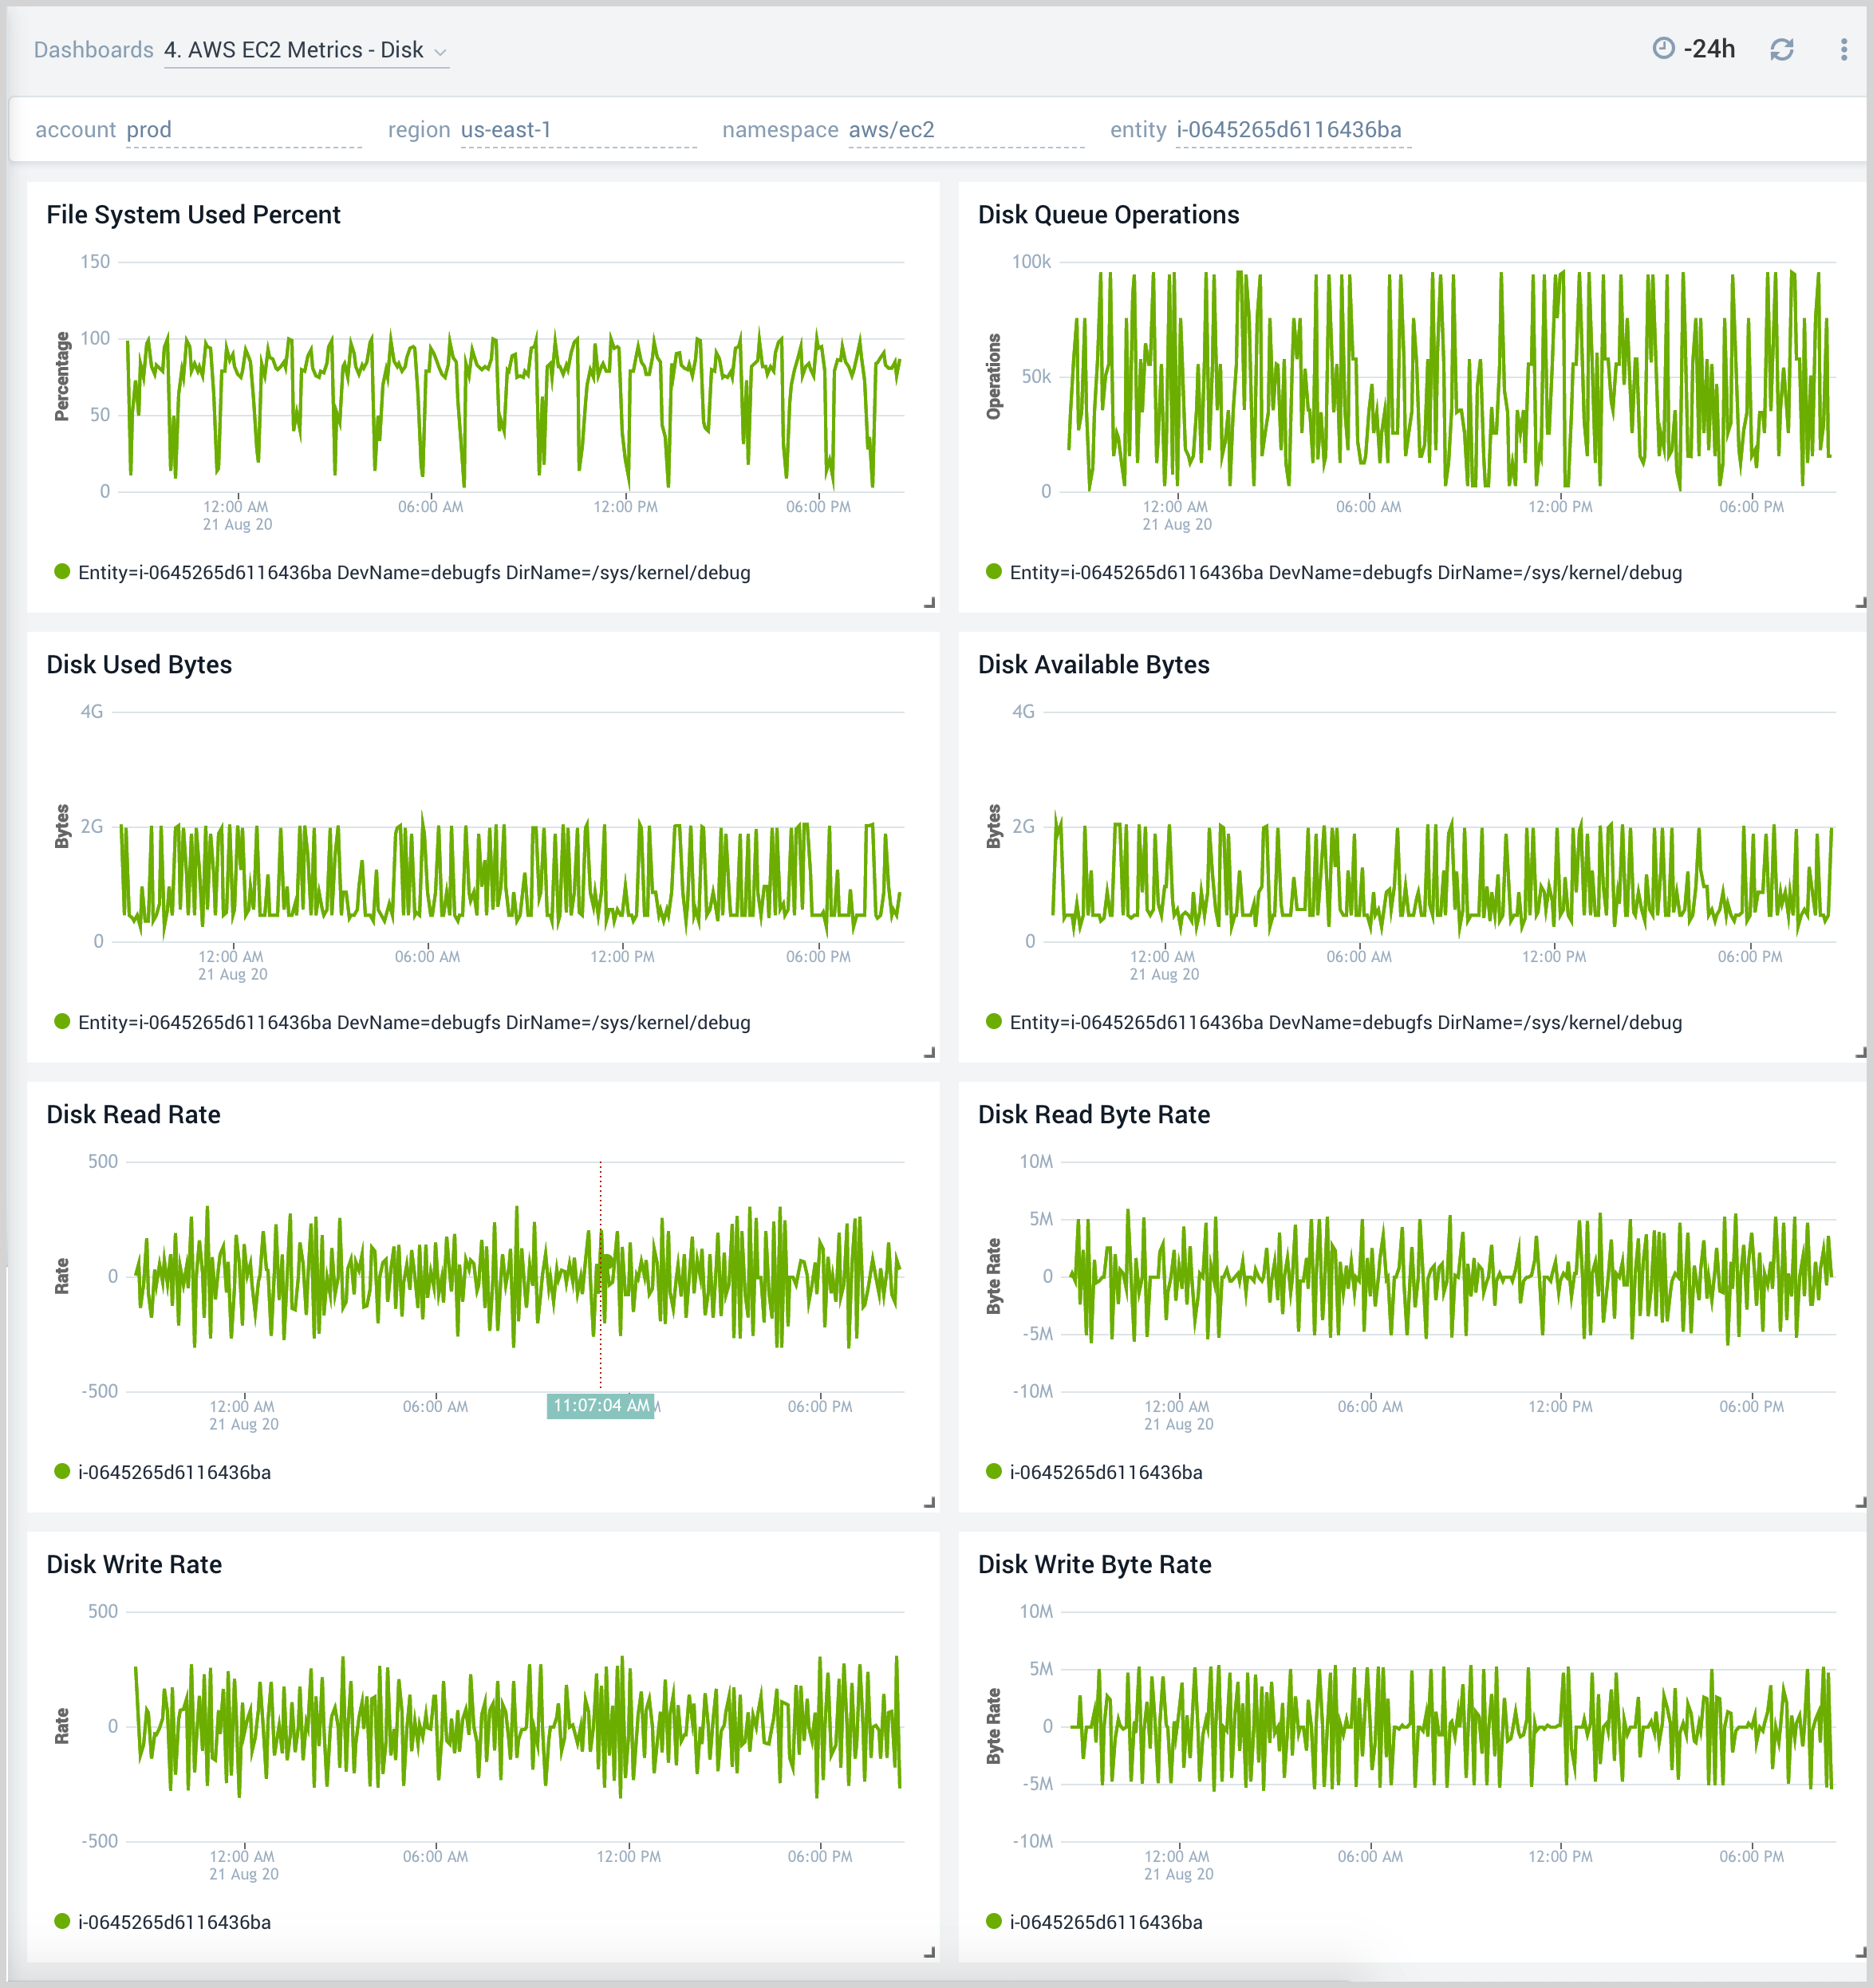 Dashboards 4. AWS EC2 Metrics - Disk -24h
account prod region us-east-1 namespace aws/ec2 entity i-0645265d6116436ba
File System Used Percent
150
100
50
0
Percentage
12:00 AM 06:00 AM 12:00 PM 06:00 PM
21 Aug 20
Entity=i-0645265d6116436ba DevName=debugfs DirName=/sys/kernel/debug
Disk Queue Operations
100k
50k
0
Operations
12:00 AM 06:00 AM 12:00 PM 06:00 PM
21 Aug 20
Entity=i-0645265d6116436ba DevName=debugfs DirName=/sys/kernel/debug
Disk Used Bytes
4G
2G
0
Bytes
12:00 AM 06:00 AM 12:00 PM 06:00 PM
21 Aug 20
Entity=i-0645265d6116436ba DevName=debugfs DirName=/sys/kernel/debug
Disk Available Bytes
4G
2G
0
Bytes
12:00 AM 06:00 AM 12:00 PM 06:00 PM
21 Aug 20
Entity=i-0645265d6116436ba DevName=debugfs DirName=/sys/kernel/debug
Disk Read Rate
500
0
-500
Rate
12:00 AM 06:00 AM 11:07:04 AM 06:00 PM
21 Aug 20
i-0645265d6116436ba
Disk Read Byte Rate
10M
5M
0
-5M
-10M
Byte Rate
12:00 AM 06:00 AM 12:00 PM 06:00 PM
21 Aug 20
i-0645265d6116436ba
Disk Write Rate
500
0
-500
Rate
12:00 AM 06:00 AM 12:00 PM 06:00 PM
21 Aug 20
i-0645265d6116436ba
Disk Write Byte Rate
10M
5M
0
-5M
-10M
Byte Rate
12:00 AM 06:00 AM 12:00 PM 06:00 PM
21 Aug 20
i-0645265d6116436ba